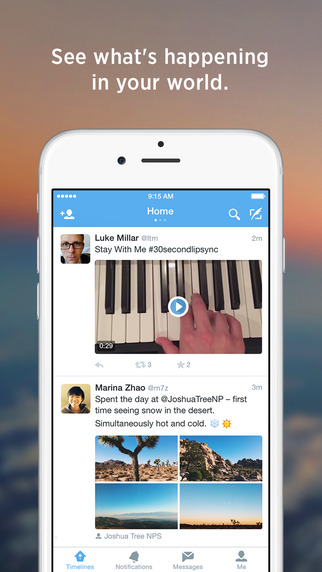 See what's happening
in your world.
9:15 AM
Home
Luke Millar @ltm 2m
Stay With Me #30secondlipsync
0:29
3 2
Marina Zhao @m7z 3m
Spent the day at @JoshuaTreeNP – first
time seeing snow in the desert.
Simultaneously hot and cold. ❄️ ☀️
Joshua Tree NPS
Timelines Notifications Messages Me